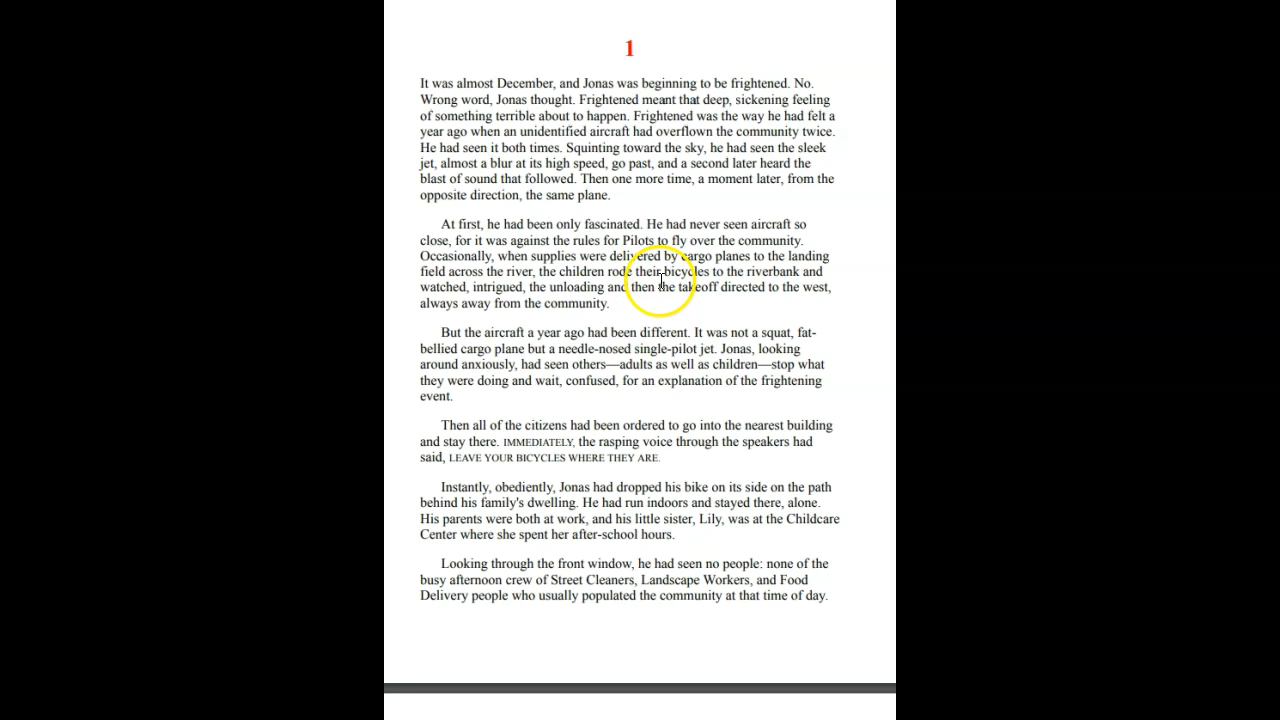 1
It was almost December, and Jonas was beginning to be frightened. No.
Wrong word, Jonas thought. Frightened meant that deep, sickening feeling
of something terrible about to happen. Frightened was the way he had felt a
year ago when an unidentified aircraft had overflown the community twice.
He had seen it both times. Squinting toward the sky, he had seen the sleek
jet, almost a blur at its high speed, go past, and a second later heard the
blast of sound that followed. Then one more time, a moment later, from the
opposite direction, the same plane.
At first, he had been only fascinated. He had never seen aircraft so
close, for it was against the rules for Pilots to fly over the community.
Occasionally, when supplies were delivered by cargo planes to the landing
field across the river, the children rode their bicycles to the riverbank and
watched, intrigued, the unloading and then the takeoff directed to the west,
always away from the community.
But the aircraft a year ago had been different. It was not a squat, fat-
bellied cargo plane but a needle-nosed single-pilot jet. Jonas, looking
around anxiously, had seen others—adults as well as children—stop what
they were doing and wait, confused, for an explanation of the frightening
event.
Then all of the citizens had been ordered to go into the nearest building
and stay there. IMMEDIATELY, the rasping voice through the speakers had
said, LEAVE YOUR BICYCLES WHERE THEY ARE.
Instantly, obediently, Jonas had dropped his bike on its side on the path
behind his family's dwelling. He had run indoors and stayed there, alone.
His parents were both at work, and his little sister, Lily, was at the Childcare
Center where she spent her after-school hours.
Looking through the front window, he had seen no people: none of the
busy afternoon crew of Street Cleaners, Landscape Workers, and Food
Delivery people who usually populated the community at that time of day.